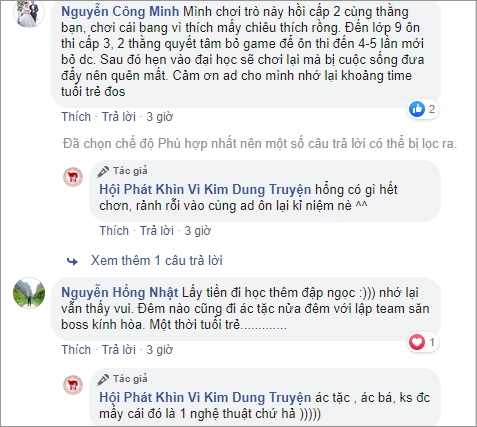 Nguyễn Công Minh Mình chơi trò này hồi cấp 2 cùng thằng
bạn, chơi cái bang vì thích mấy chiêu thích rồng. Đến lớp 9 ôn
thi cấp 3, 2 thằng quyết tâm bỏ game để ôn thi đến 4-5 lần mới
bỏ dc. Sau đó hẹn vào đại học sẽ chơi lại mà bị cuộc sống đưa
đẩy nên quên mất. Cảm ơn ad cho mình nhớ lại khoảng time
tuổi trẻ đos
2
Thích · Trả lời · 3 giờ
Đã chọn chế độ Phù hợp nhất nên một số câu trả lời có thể bị lọc ra.
Tác giả
Hội Phát Khìn Vì Kim Dung Truyện hổng có gì hết
chơn, rảnh rỗi vào cùng ad ôn lại kỉ niệm nè ^^
Thích · Trả lời · 3 giờ
Xem thêm 1 câu trả lời
Nguyễn Hồng Nhật Lấy tiền đi học thêm đập ngọc :))) nhớ lại
vẫn thấy vui. Đêm nào cũng đi ác tặc nửa đêm với lập team săn
boss kính hòa. Một thời tuổi trẻ.............
1
Thích · Trả lời · 3 giờ
Tác giả
Hội Phát Khìn Vì Kim Dung Truyện ác tặc , ác bá, ks đc
mấy cái đó là 1 nghệ thuật chứ hả )))))